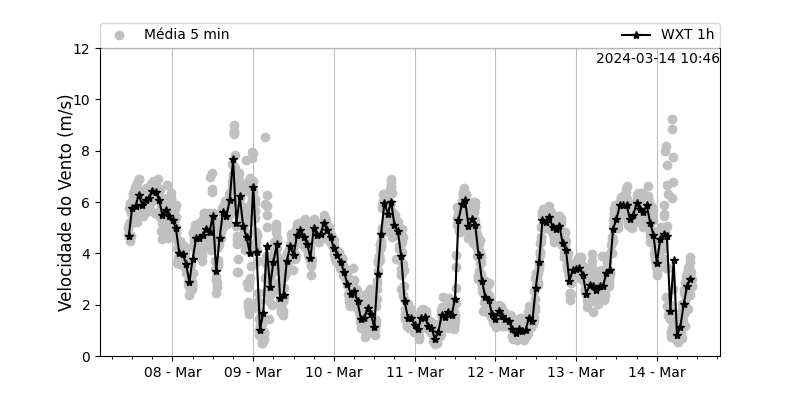 Média 5 min
WXT 1h
2024-03-14 10:46
Velocidade do Vento (m/s)
12
10
8
6
4
2
0
08 - Mar
09 - Mar
10 - Mar
11 - Mar
12 - Mar
13 - Mar
14 - Mar